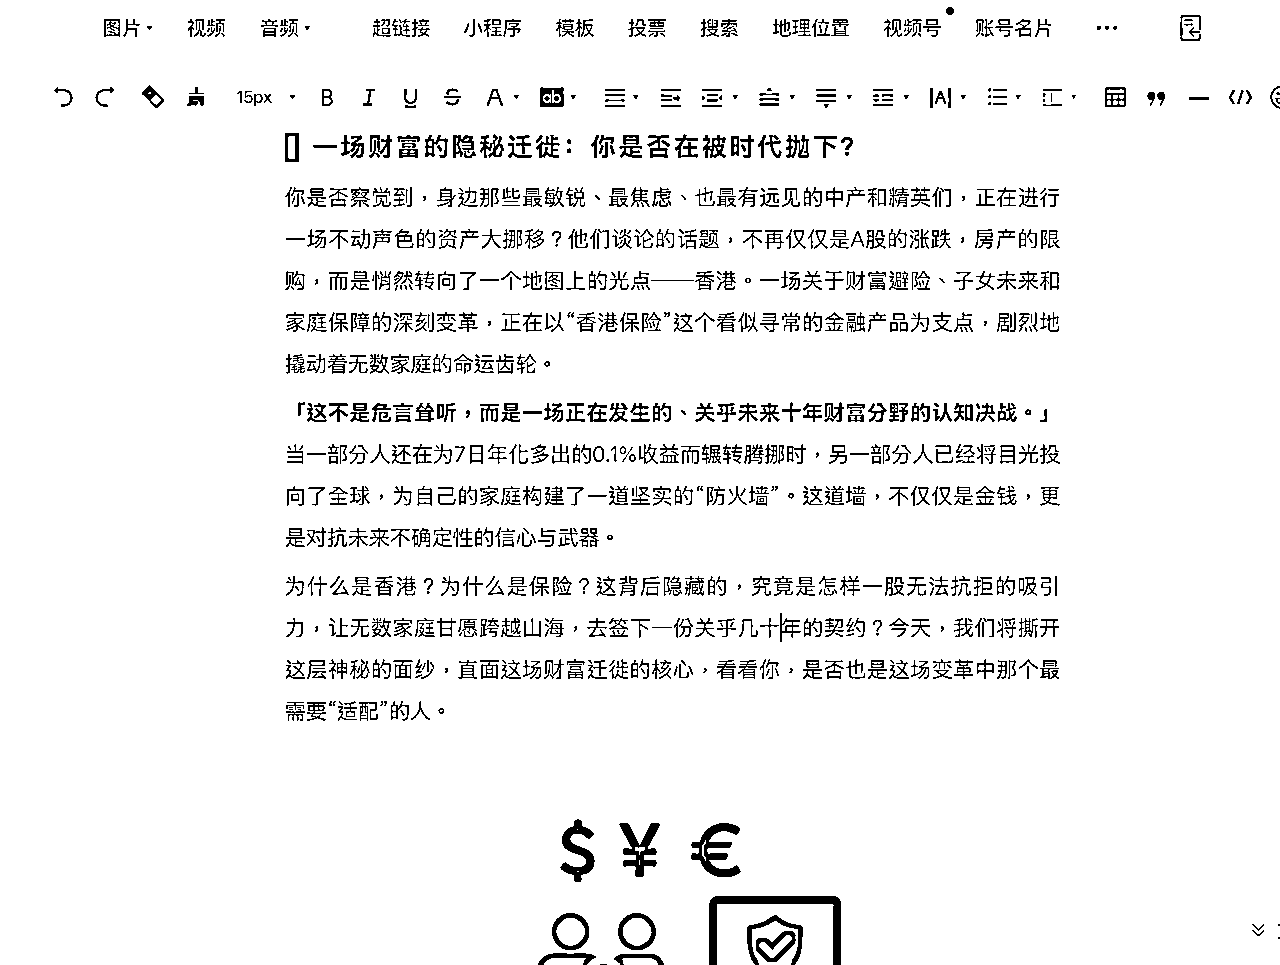 图片 视频 音频 超链接 小程序 模板 投票 搜索 地理位置 视频号 账号名片 ···
15px B I U S A ab |A| </>
一场财富的隐秘迁徙：你是否在被时代抛下？
你是否察觉到，身边那些最敏锐、最焦虑、也最有远见的中产和精英们，正在进行
一场不动声色的资产大挪移？他们谈论的话题，不再仅仅是A股的涨跌，房产的限
购，而是悄然转向了一个地图上的光点——香港。一场关于财富避险、子女未来和
家庭保障的深刻变革，正在以“香港保险”这个看似寻常的金融产品为支点，剧烈地
撬动着无数家庭的命运齿轮。
「这不是危言耸听，而是一场正在发生的、关乎未来十年财富分野的认知决战。」
当一部分人还在为7日年化多出的0.1%收益而辗转腾挪时，另一部分人已经将目光投
向了全球，为自己的家庭构建了一道坚实的“防火墙”。这道墙，不仅仅是金钱，更
是对抗未来不确定性的信心与武器。
为什么是香港？为什么是保险？这背后隐藏的，究竟是怎样一股无法抗拒的吸引
力，让无数家庭甘愿跨越山海，去签下一份关乎几十年的契约？今天，我们将撕开
这层神秘的面纱，直面这场财富迁徙的核心，看看你，是否也是这场变革中那个最
需要“适配”的人。
$ ¥ €